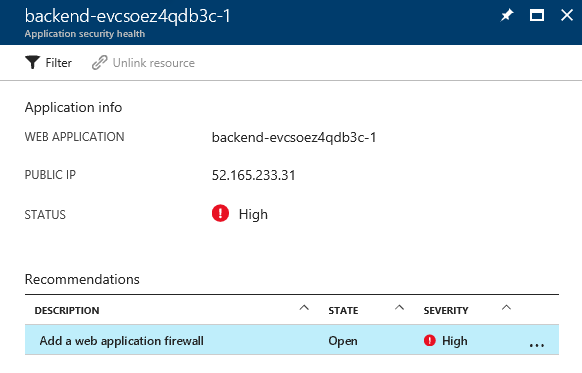 backend-evcsoez4qdb3c-1
Application security health
Filter Unlink resource
Application info
WEB APPLICATION backend-evcsoez4qdb3c-1
PUBLIC IP 52.165.233.31
STATUS High
Recommendations
DESCRIPTION STATE SEVERITY
Add a web application firewall Open High ...